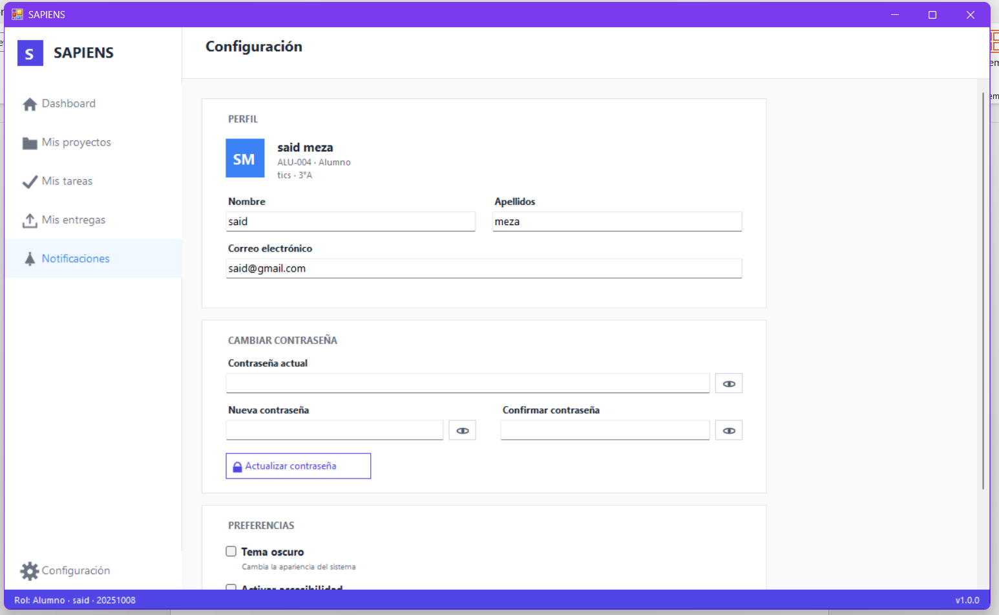 SAPIENS
S SAPIENS
Configuración
Dashboard
Mis proyectos
Mis tareas
Mis entregas
Notificaciones
Configuración
PERFIL
SM
said meza
ALU-004 · Alumno
tics · 3°A
Nombre
Apellidos
said
meza
Correo electrónico
said@gmail.com
CAMBIAR CONTRASEÑA
Contraseña actual
Nueva contraseña
Confirmar contraseña
Actualizar contraseña
PREFERENCIAS
Tema oscuro
Cambia la apariencia del sistema
Activar accesibilidad
Rol: Alumno · said · 20251008
v1.0.0